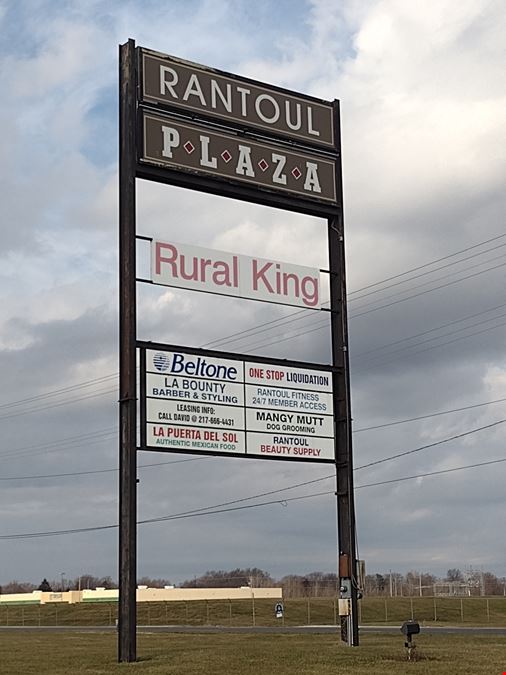 RANTOUL
PLAZA
Rural King
Beltone
LA BOUNTY
BARBER & STYLING
LEASING INFO:
CALL DAVID @ 217-666-4431
LA PUERTA DEL SOL
AUTHENTIC MEXICAN FOOD
ONE STOP LIQUIDATION
RANTOUL FITNESS
24/7 MEMBER ACCESS
MANGY MUTT
DOG GROOMING
RANTOUL
BEAUTY SUPPLY